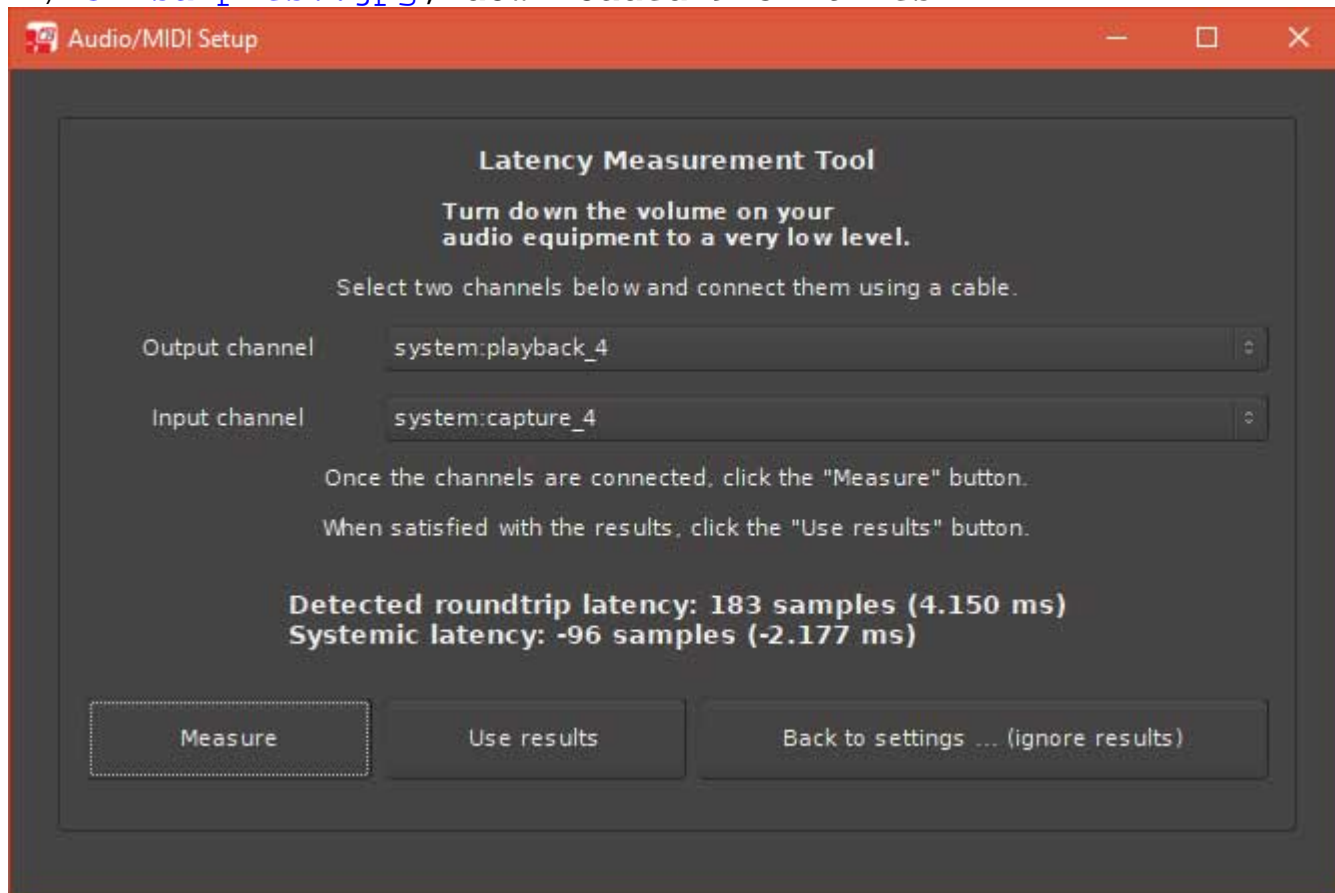 Audio/MIDI Setup
Latency Measurement Tool
Turn down the volume on your
audio equipment to a very low level.
Select two channels below and connect them using a cable.
Output channel system:playback_4
Input channel system:capture_4
Once the channels are connected, click the "Measure" button.
When satisfied with the results, click the "Use results" button.
Detected roundtrip latency: 183 samples (4.150 ms)
Systemic latency: -96 samples (-2.177 ms)
Measure Use results Back to settings ... (ignore results)